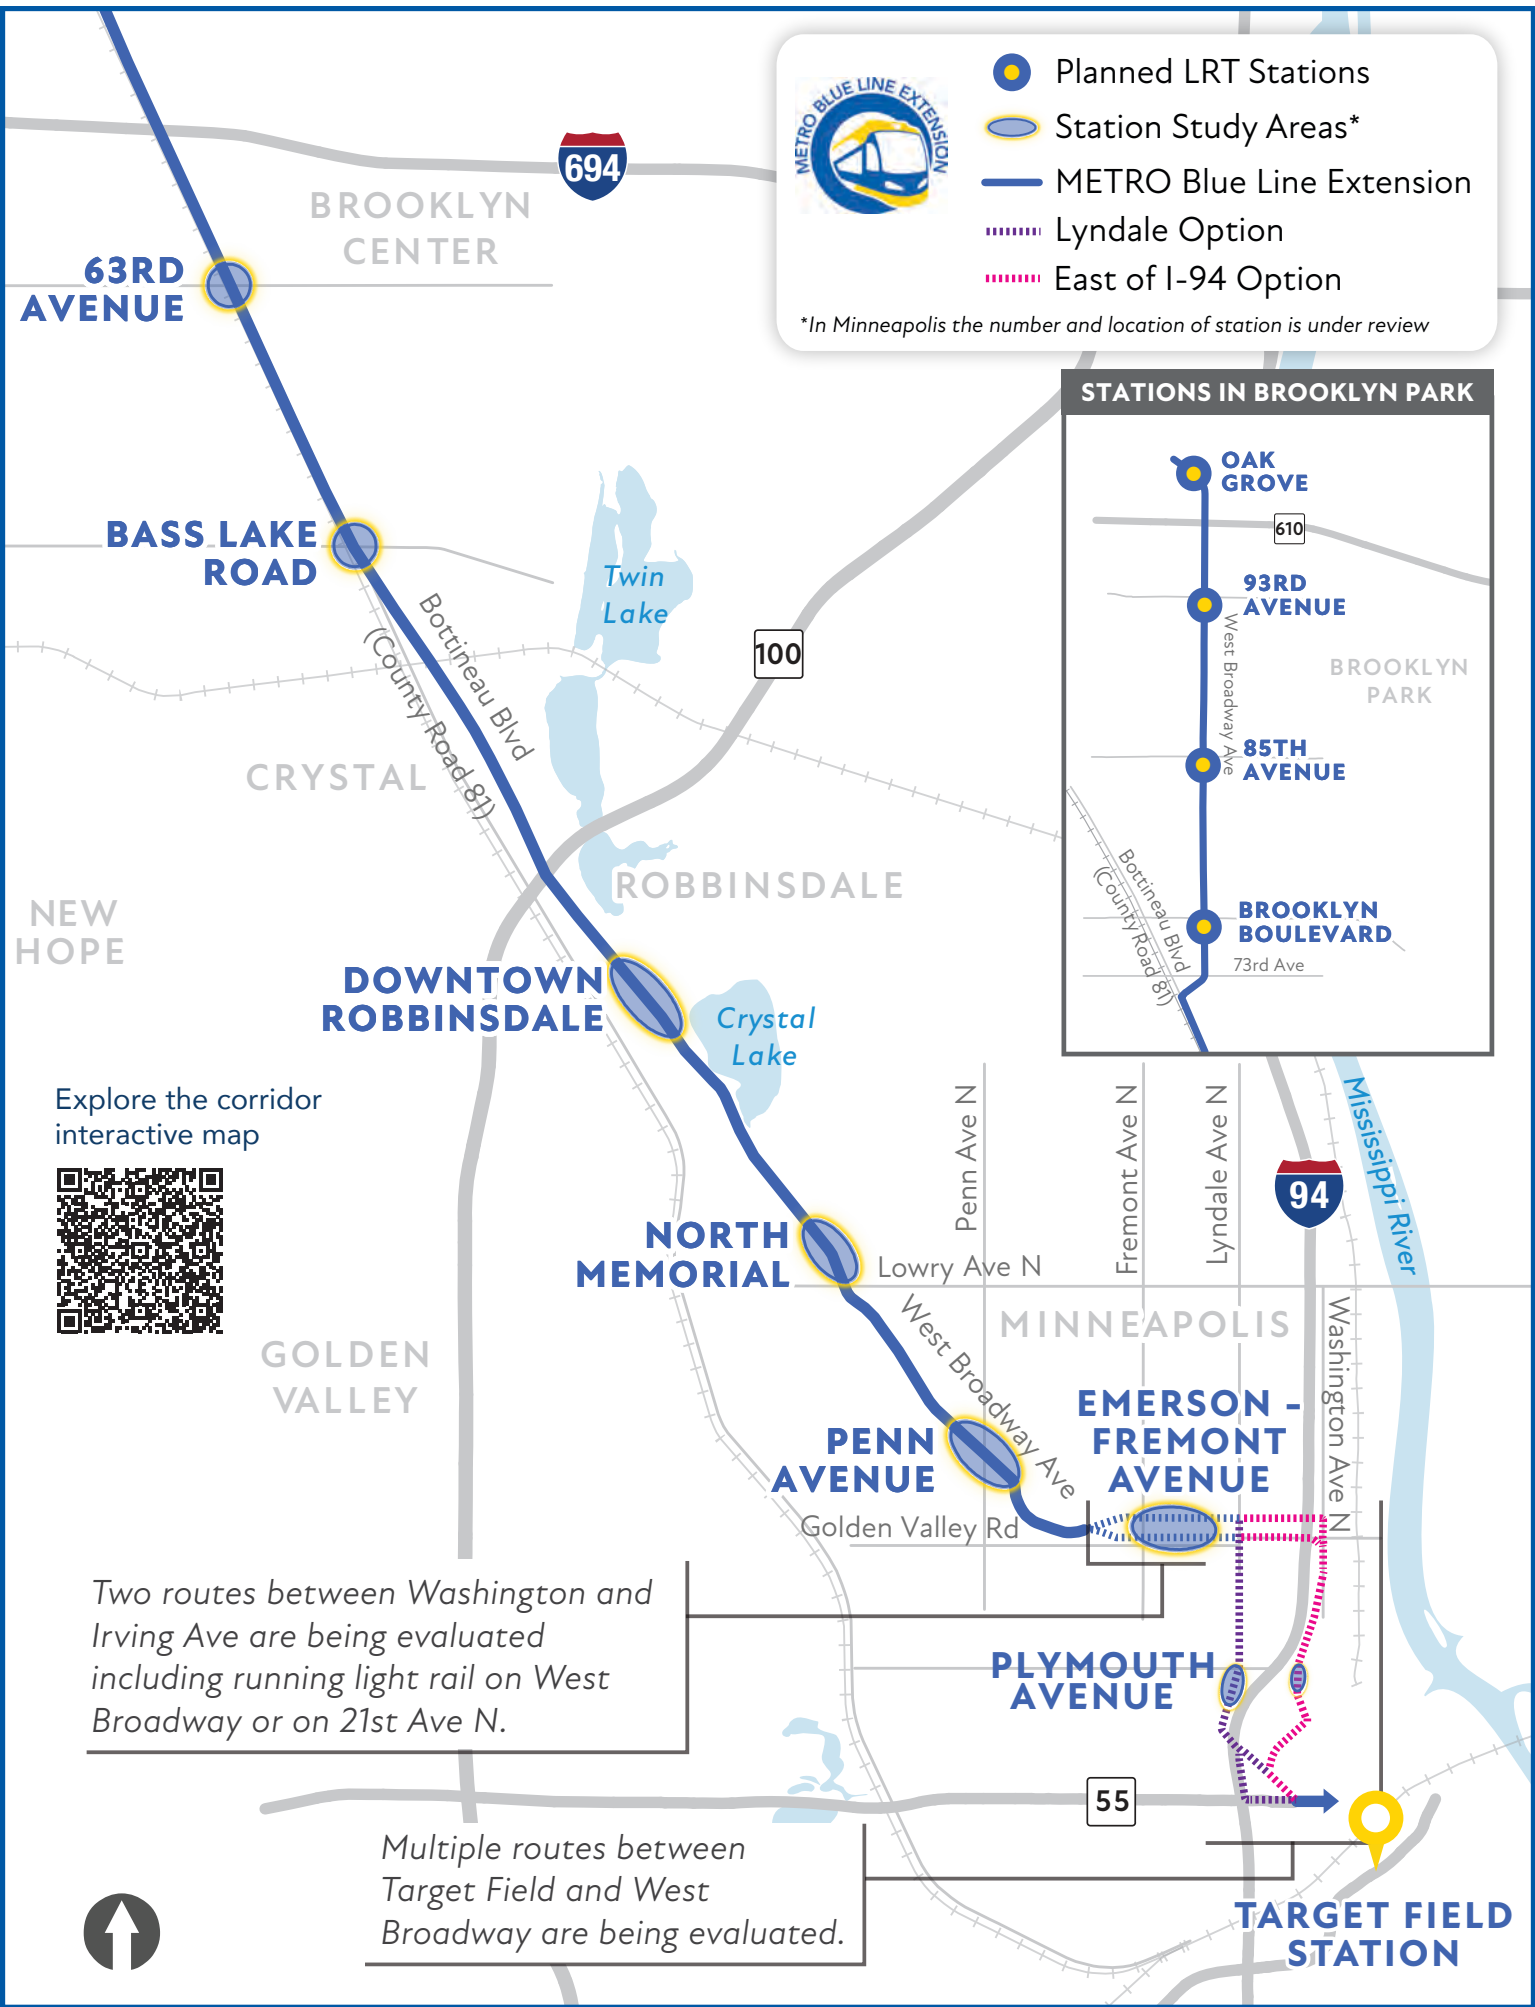 METRO BLUE LINE EXTENSION
Planned LRT Stations
Station Study Areas*
METRO Blue Line Extension
Lyndale Option
East of I-94 Option
*In Minneapolis the number and location of station is under review
694
BROOKLYN
CENTER
63RD
AVENUE
STATIONS IN BROOKLYN PARK
OAK
GROVE
610
93RD
AVENUE
West Broadway Ave
BROOKLYN
PARK
85TH
AVENUE
Bottineau Blvd
(County Road 81)
BROOKLYN
BOULEVARD
73rd Ave
BASS LAKE
ROAD
Twin
Lake
Bottineau Blvd
(County Road 81)
100
CRYSTAL
ROBBINSDALE
NEW
HOPE
DOWNTOWN
ROBBINSDALE
Crystal
Lake
Explore the corridor
interactive map
Penn Ave N
Fremont Ave N
Lyndale Ave N
94
Mississippi River
NORTH
MEMORIAL
Lowry Ave N
West Broadway Ave
MINNEAPOLIS
Washington Ave N
GOLDEN
VALLEY
EMERSON -
FREMONT
AVENUE
PENN
AVENUE
Golden Valley Rd
Two routes between Washington and
Irving Ave are being evaluated
including running light rail on West
Broadway or on 21st Ave N.
PLYMOUTH
AVENUE
55
Multiple routes between
Target Field and West
Broadway are being evaluated.
TARGET FIELD
STATION